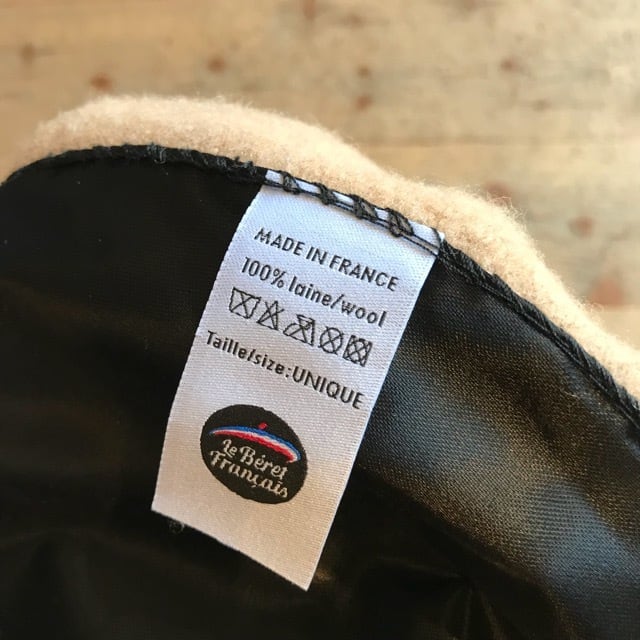 MADE IN FRANCE
100% laine/wool
Taille/size:UNIQUE
le Béret
Français